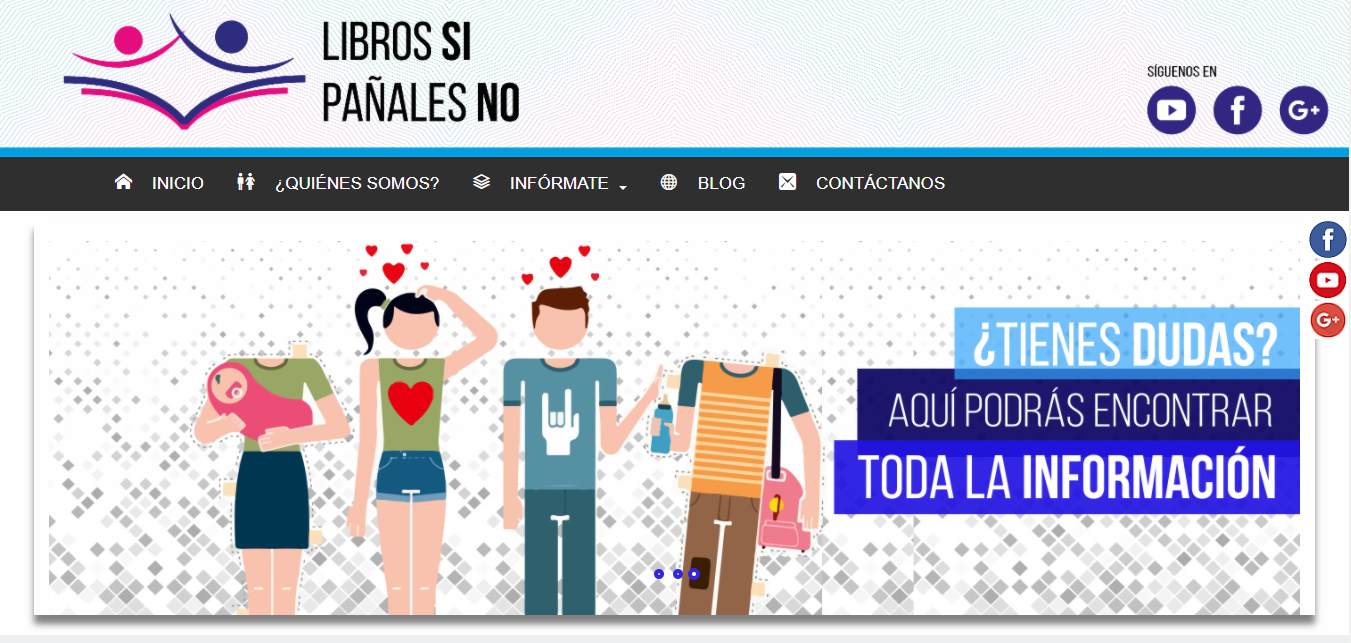 LIBROS SI
PAÑALES NO
SÍGUENOS EN
G+
INICIO
¿QUIÉNES SOMOS?
INFÓRMATE
BLOG
CONTÁCTANOS
G+
¿TIENES DUDAS?
AQUÍ PODRÁS ENCONTRAR
TODA LA INFORMACIÓN